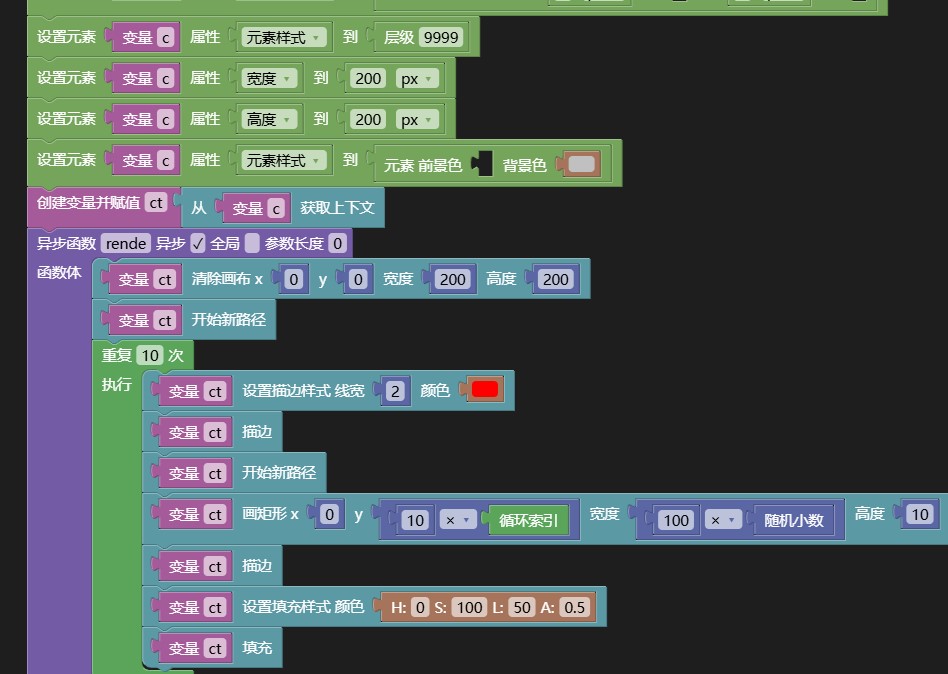 设置元素 变量 c 属性 元素样式 到 层级 9999
设置元素 变量 c 属性 宽度 到 200 px
设置元素 变量 c 属性 高度 到 200 px
设置元素 变量 c 属性 元素样式 到 元素 前景色 背景色
创建变量并赋值 ct 从 变量 c 获取上下文
异步函数 rende 异步 ✓ 全局 参数长度 0
函数体 变量 ct 清除画布 x 0 y 0 宽度 200 高度 200
变量 ct 开始新路径
重复 10 次
执行 变量 ct 设置描边样式 线宽 2 颜色
变量 ct 描边
变量 ct 开始新路径
变量 ct 画矩形 x 0 y 10 × 循环索引 宽度 100 × 随机小数 高度 10
变量 ct 描边
变量 ct 设置填充样式 颜色 H: 0 S: 100 L: 50 A: 0.5
变量 ct 填充